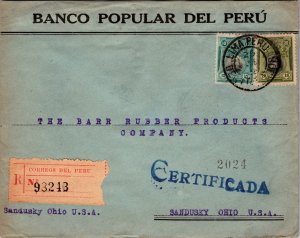 BANCO POPULAR DEL PERÚ
LIMA PERU
THE BARR RUBBER PRODUCTS
COMPANY.
CORREOS DEL PERU
R No 93243
2024
CERTIFICADA
Sandusky Ohio U.S.A.
SANDUSKY OHIO U.S.A.